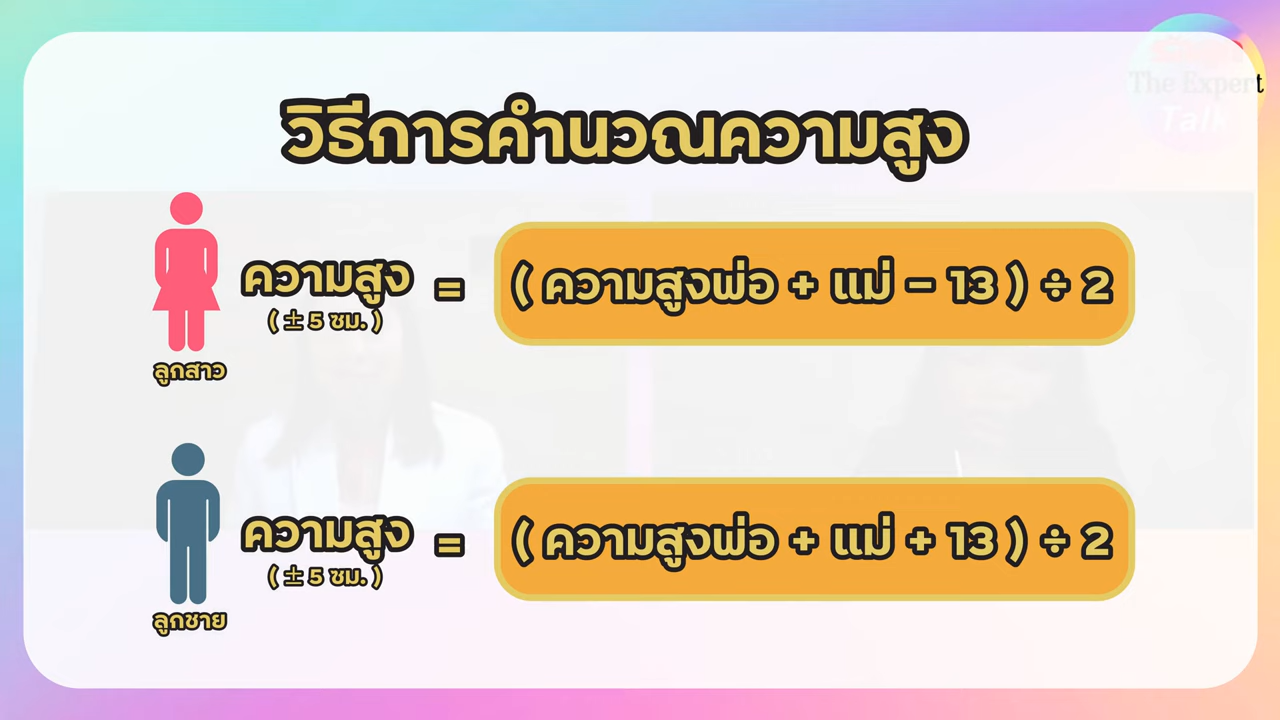 วิธีการคำนวณความสูง
The Expert
Talk
ความสูง = ( ความสูงพ่อ + แม่ - 13 ) ÷ 2
( ± 5 ซม. )
ลูกสาว
ความสูง = ( ความสูงพ่อ + แม่ + 13 ) ÷ 2
( ± 5 ซม. )
ลูกชาย